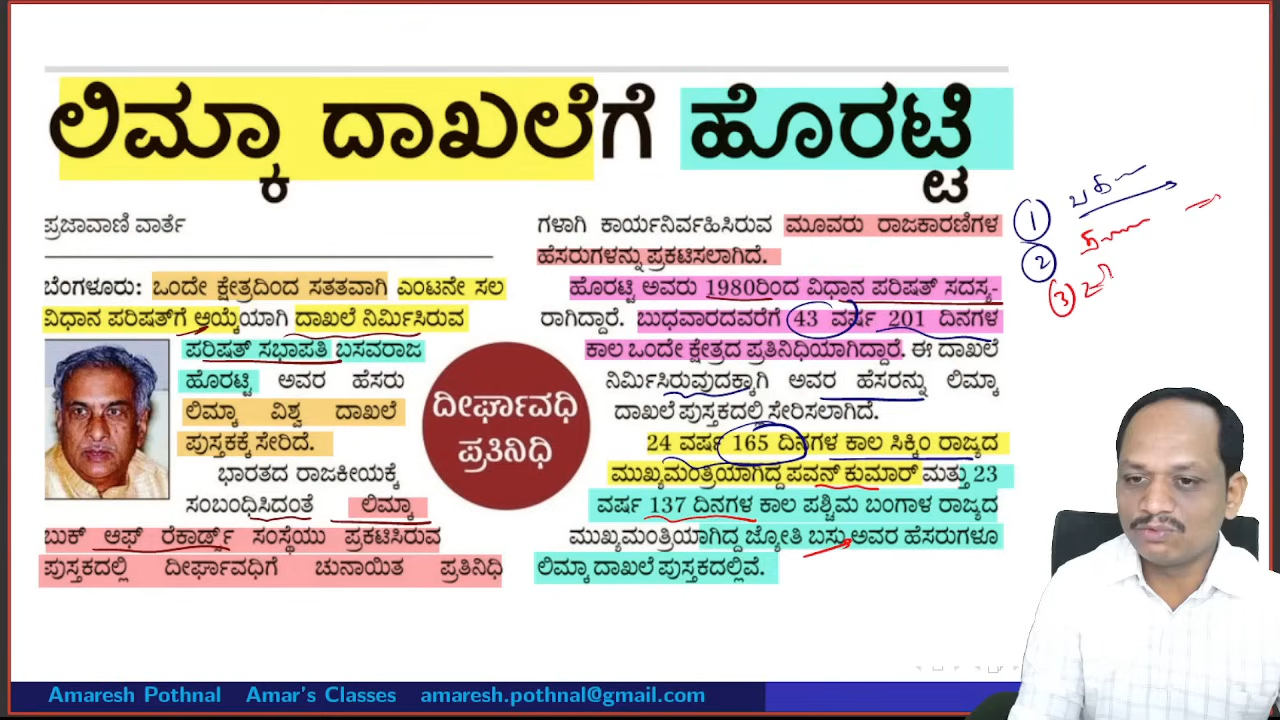 ಲಿಮ್ಕಾ ದಾಖಲೆಗೆ ಹೊರಟ್ಟಿ
ಪ್ರಜಾವಾಣಿ ವಾರ್ತೆ
ಬೆಂಗಳೂರು: ಒಂದೇ ಕ್ಷೇತ್ರದಿಂದ ಸತತವಾಗಿ ಎಂಟನೇ ಸಲ
ವಿಧಾನ ಪರಿಷತ್‌ಗೆ ಆಯ್ಕೆಯಾಗಿ ದಾಖಲೆ ನಿರ್ಮಿಸಿರುವ
ಪರಿಷತ್ ಸಭಾಪತಿ ಬಸವರಾಜ
ಹೊರಟ್ಟಿ ಅವರ ಹೆಸರು
ಲಿಮ್ಕಾ ವಿಶ್ವ ದಾಖಲೆ
ಪುಸ್ತಕಕ್ಕೆ ಸೇರಿದೆ.
ಭಾರತದ ರಾಜಕೀಯಕ್ಕೆ
ಸಂಬಂಧಿಸಿದಂತೆ ಲಿಮ್ಕಾ
ಬುಕ್ ಆಫ್ ರೆಕಾರ್ಡ್ಸ್ ಸಂಸ್ಥೆಯು ಪ್ರಕಟಿಸಿರುವ
ಪುಸ್ತಕದಲ್ಲಿ ದೀರ್ಘಾವಧಿಗೆ ಚುನಾಯಿತ ಪ್ರತಿನಿಧಿ
ದೀರ್ಘಾವಧಿ
ಪ್ರತಿನಿಧಿ
ಗಳಾಗಿ ಕಾರ್ಯನಿರ್ವಹಿಸಿರುವ ಮೂವರು ರಾಜಕಾರಣಿಗಳ
ಹೆಸರುಗಳನ್ನು ಪ್ರಕಟಿಸಲಾಗಿದೆ.
ಹೊರಟ್ಟಿ ಅವರು 1980ರಿಂದ ವಿಧಾನ ಪರಿಷತ್ ಸದಸ್ಯ-
ರಾಗಿದ್ದಾರೆ. ಬುಧವಾರದವರೆಗೆ 43 ವರ್ಷ 201 ದಿನಗಳ
ಕಾಲ ಒಂದೇ ಕ್ಷೇತ್ರದ ಪ್ರತಿನಿಧಿಯಾಗಿದ್ದಾರೆ. ಈ ದಾಖಲೆ
ನಿರ್ಮಿಸಿರುವುದಕ್ಕಾಗಿ ಅವರ ಹೆಸರನ್ನು ಲಿಮ್ಕಾ
ದಾಖಲೆ ಪುಸ್ತಕದಲ್ಲಿ ಸೇರಿಸಲಾಗಿದೆ.
24 ವರ್ಷ 165 ದಿನಗಳ ಕಾಲ ಸಿಕ್ಕಿಂ ರಾಜ್ಯದ
ಮುಖ್ಯಮಂತ್ರಿಯಾಗಿದ್ದ ಪವನ್ ಕುಮಾರ್ ಮತ್ತು 23
ವರ್ಷ 137 ದಿನಗಳ ಕಾಲ ಪಶ್ಚಿಮ ಬಂಗಾಳ ರಾಜ್ಯದ
ಮುಖ್ಯಮಂತ್ರಿಯಾಗಿದ್ದ ಜ್ಯೋತಿ ಬಸು ಅವರ ಹೆಸರುಗಳೂ
ಲಿಮ್ಕಾ ದಾಖಲೆ ಪುಸ್ತಕದಲ್ಲಿವೆ.
1
2
3
Amaresh Pothnal Amar's Classes amaresh.pothnal@gmail.com